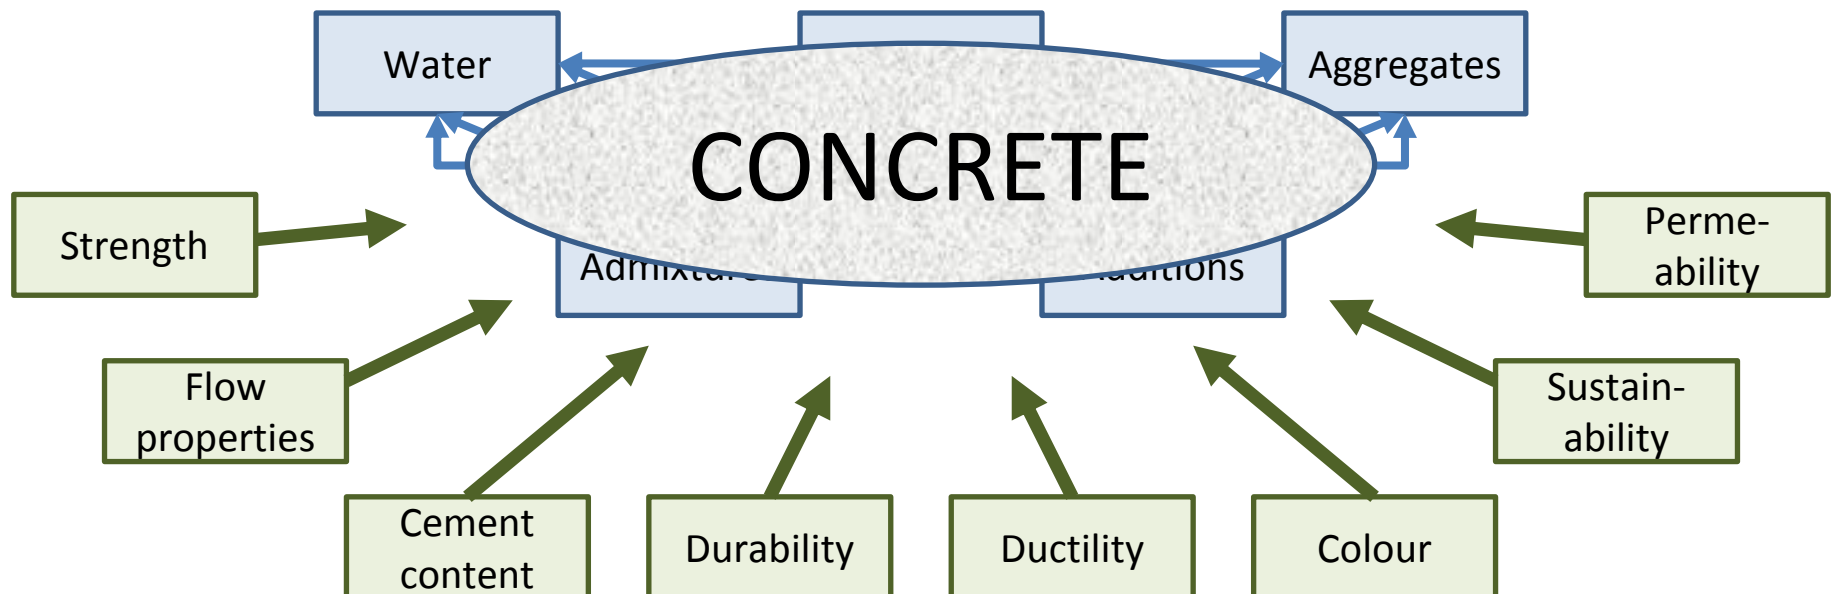 Water
Aggregates
CONCRETE
Strength
Perme-
ability
Flow
properties
Sustain-
ability
Cement
content
Durability
Ductility
Colour